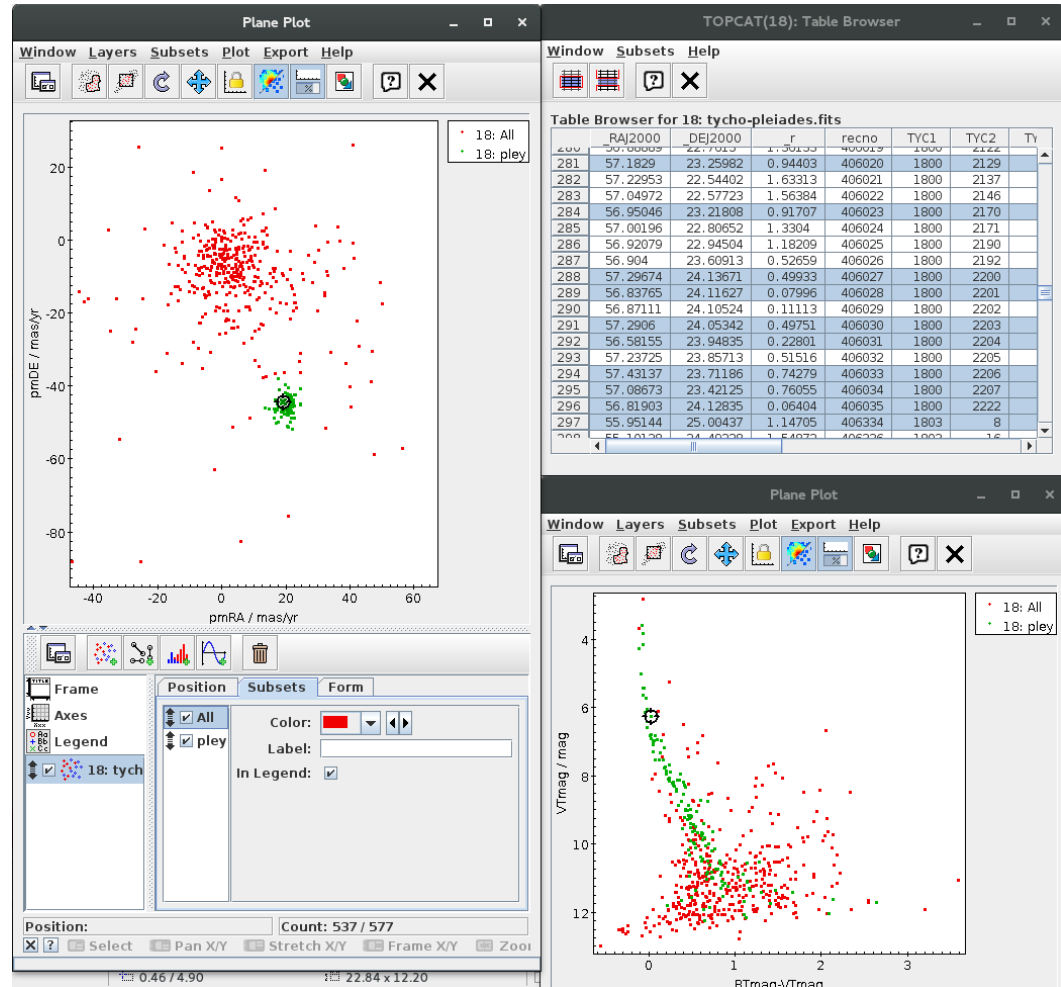 Plane Plot
Window Layers Subsets Plot Export Help
18: All
18: pley
20
0
-20
-40
-60
-80
pmDE / mas/yr
-40 -20 0 20 40 60
pmRA / mas/yr
Frame
Axes
Legend
18: tych
Position Subsets Form
All
pley
Color:
Label:
In Legend:
Position:
Count: 537 / 577
Select Pan X/Y Stretch X/Y Frame X/Y Zoo
0.46 / 4.90 22.84 x 12.20
TOPCAT(18): Table Browser
Window Subsets Help
Table Browser for 18: tycho-pleiades.fits
_RAJ2000 _DEJ2000 _r recno TYC1 TYC2 TY
281 57.1829 23.25982 0.94403 406020 1800 2129
282 57.22953 22.54402 1.63313 406021 1800 2137
283 57.04972 22.57723 1.56384 406022 1800 2146
284 56.95046 23.21808 0.91707 406023 1800 2170
285 57.00196 22.80652 1.3304 406024 1800 2171
286 56.92079 22.94504 1.18209 406025 1800 2190
287 56.904 23.60913 0.52659 406026 1800 2192
288 57.29674 24.13671 0.49933 406027 1800 2200
289 56.83765 24.11627 0.07996 406028 1800 2201
290 56.87111 24.10524 0.11113 406029 1800 2202
291 57.2906 24.05342 0.49751 406030 1800 2203
292 56.58155 23.94835 0.22801 406031 1800 2204
293 57.23725 23.85713 0.51516 406032 1800 2205
294 57.43137 23.71186 0.74279 406033 1800 2206
295 57.08673 23.42125 0.76055 406034 1800 2207
296 56.81903 24.12835 0.06404 406035 1800 2222
297 55.95144 25.00437 1.14705 406334 1803 8
Plane Plot
Window Layers Subsets Plot Export Help
18: All
18: pley
4
6
8
10
12
VTmag / mag
0 1 2 3
BTmag-VTmag